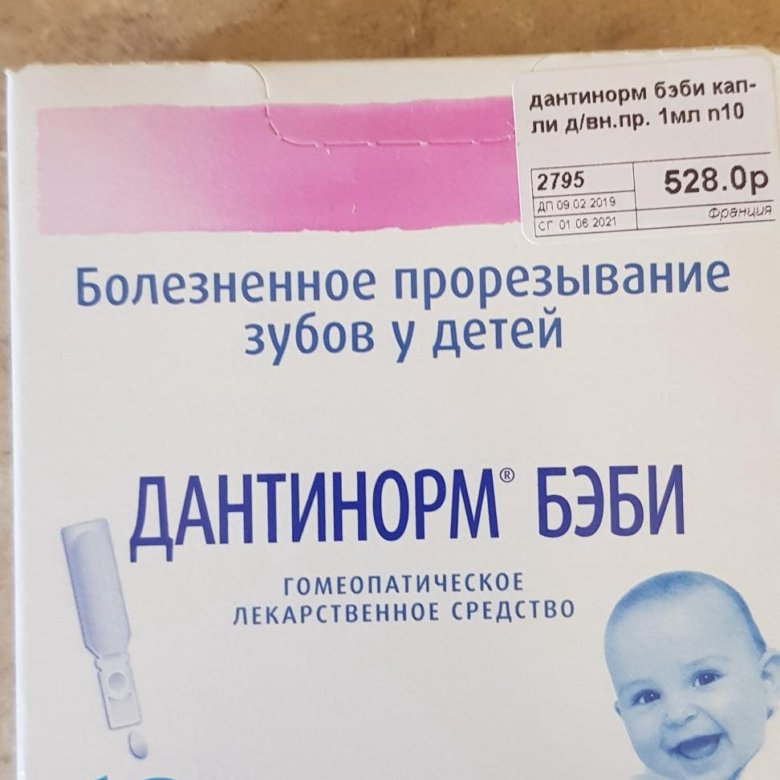 дантинорм бэби кап-
ли д/вн.пр. 1мл n10
2795
528.0р
ДП 09.02.2019
Франция
СГ 01 06 2021
Болезненное прорезывание
зубов у детей
ДАНТИНОРМ® БЭБИ
ГОМЕОПАТИЧЕСКОЕ
ЛЕКАРСТВЕННОЕ СРЕДСТВО